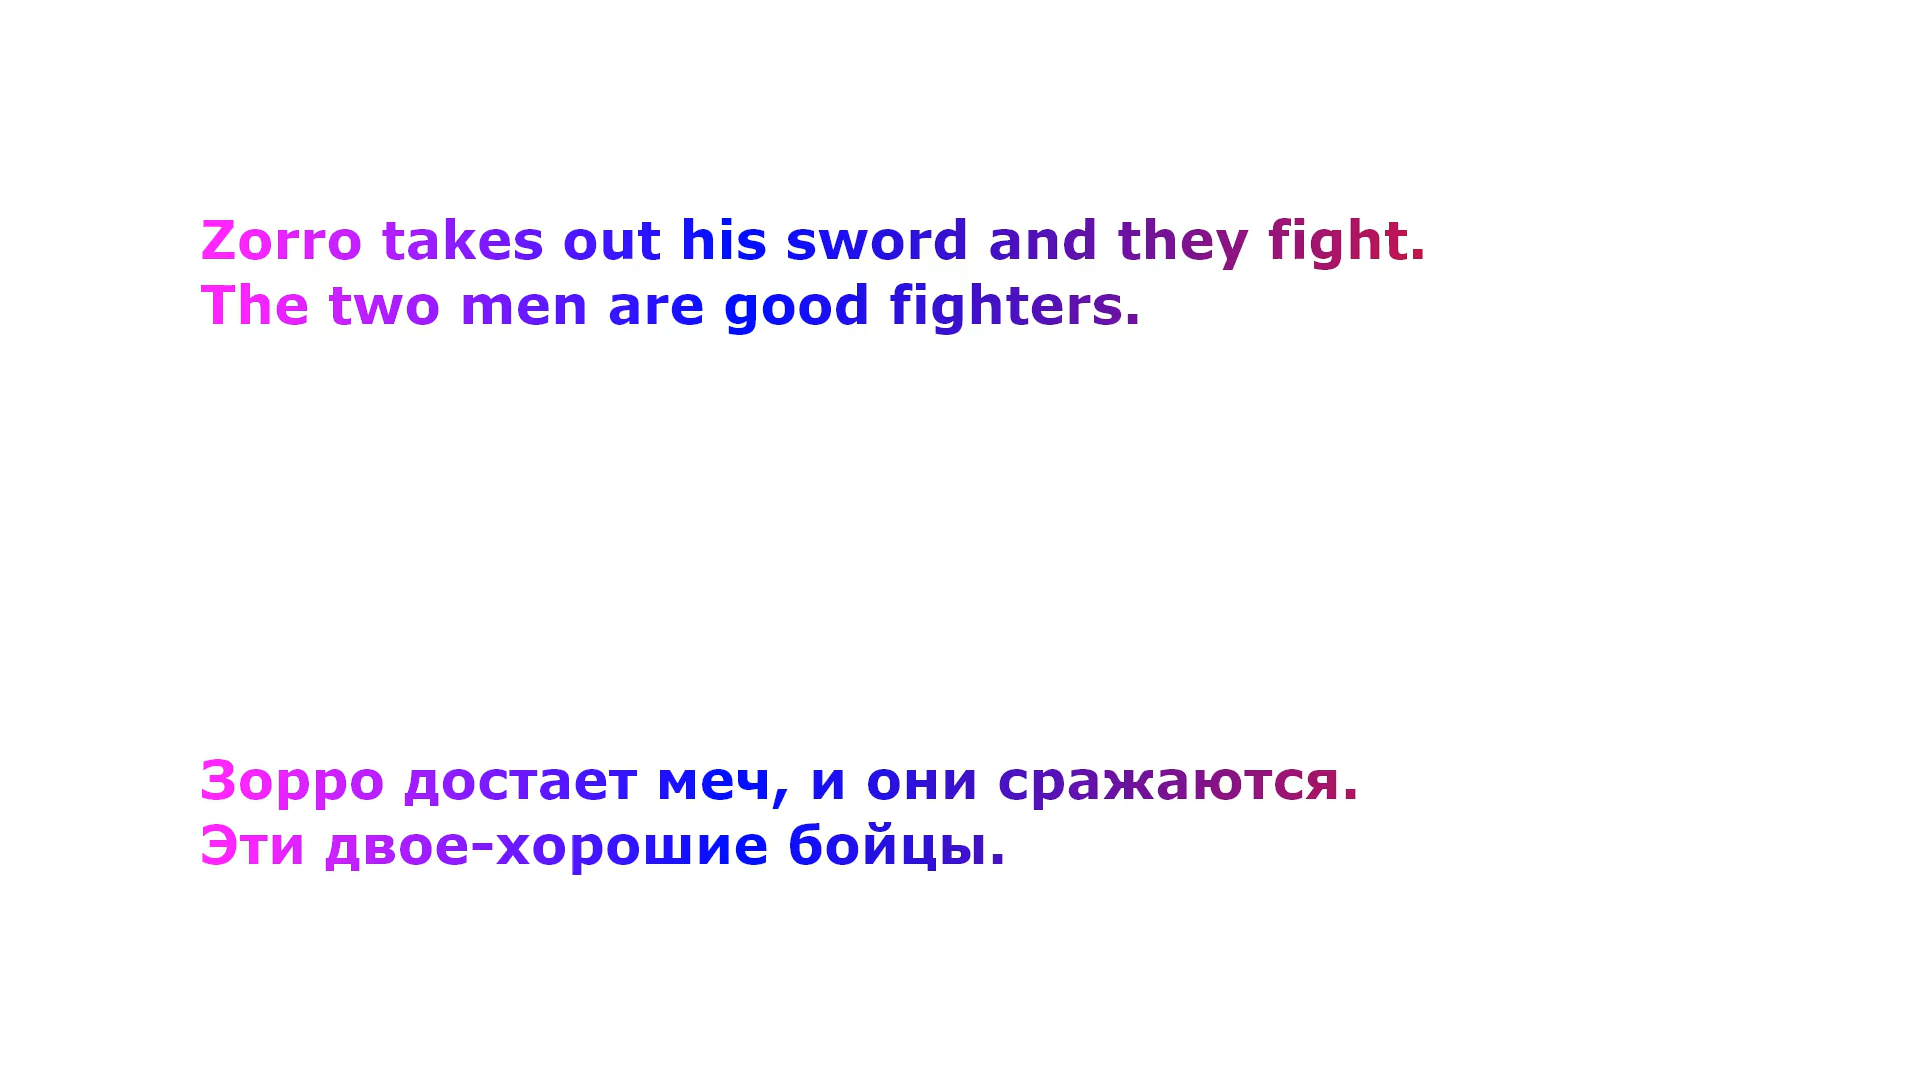 Zorro takes out his sword and they fight.
The two men are good fighters.
Зорро достает меч, и они сражаются.
Эти двое-хорошие бойцы.